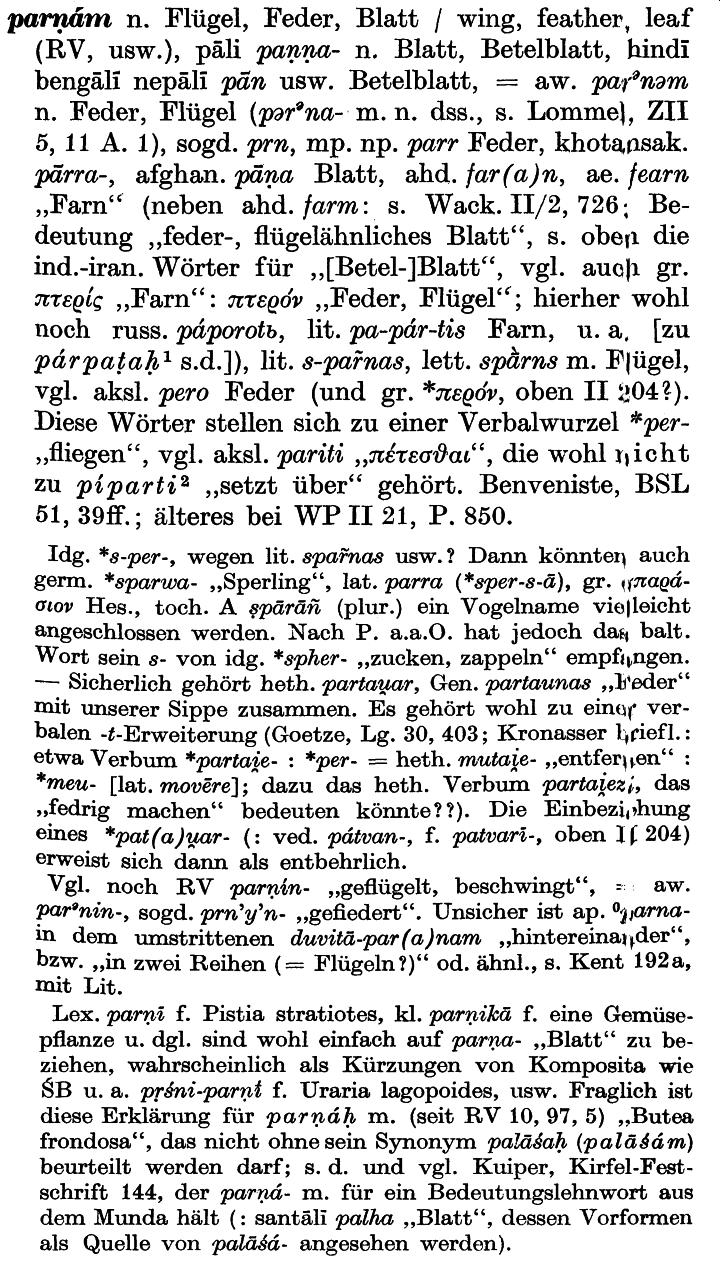 parṇám n. Flügel, Feder, Blatt / wing, feather, leaf
(RV, usw.), pāli paṇṇa- n. Blatt, Betelblatt, hindī
bengālī nepālī pān usw. Betelblatt, = aw. parᵊnəm
n. Feder, Flügel (pərᵊna- m. n. dss., s. Lommel, ZII
5, 11 A. 1), sogd. prn, mp. np. parr Feder, khotansak.
pārra-, afghan. pāṇa Blatt, ahd. far(a)n, ae. fearn
„Farn“ (neben ahd. farm: s. Wack. II/2, 726; Be-
deutung „feder-, flügelähnliches Blatt“, s. oben die
ind.-iran. Wörter für „[Betel-]Blatt“, vgl. auch gr.
πτερίς „Farn“: πτερόν „Feder, Flügel“; hierher wohl
noch russ. páporotь, lit. pa-pár-tis Farn, u. a. [zu
párpaṭaḥ¹ s.d.]), lit. s-par̃nas, lett. spàrns m. Flügel,
vgl. aksl. pero Feder (und gr. *περόν, oben II 204?).
Diese Wörter stellen sich zu einer Verbalwurzel *per-
„fliegen“, vgl. aksl. pariti „πέτεσθαι“, die wohl nicht
zu píparti² „setzt über“ gehört. Benveniste, BSL
51, 39ff.; älteres bei WP II 21, P. 850.
Idg. *s-per-, wegen lit. spar̃nas usw.? Dann könnten auch
germ. *sparwa- „Sperling“, lat. parra (*sper-s-ā), gr. σπαρά-
σιον Hes., toch. A ṣpārāñ (plur.) ein Vogelname vielleicht
angeschlossen werden. Nach P. a.a.O. hat jedoch das balt.
Wort sein s- von idg. *spher- „zucken, zappeln“ empfangen.
— Sicherlich gehört heth. partau̯ar, Gen. partaunas „Feder“
mit unserer Sippe zusammen. Es gehört wohl zu einer ver-
balen -t-Erweiterung (Goetze, Lg. 30, 403; Kronasser briefl.:
etwa Verbum *partai̯e- : *per- = heth. mutai̯e- „entfernen“ :
*meu- [lat. movēre]; dazu das heth. Verbum partai̯ezi, das
„fedrig machen“ bedeuten könnte??). Die Einbeziehung
eines *pat(a)u̯ar- (: ved. pátvan-, f. patvarī-, oben II 204)
erweist sich dann als entbehrlich.
Vgl. noch RV parṇín- „geflügelt, beschwingt“, = aw.
parᵊnin-, sogd. prn'y'n- „gefiedert“. Unsicher ist ap. ⁰parna-
in dem umstrittenen duvitā-par(a)nam „hintereinander“,
bzw. „in zwei Reihen (= Flügeln?)“ od. ähnl., s. Kent 192a,
mit Lit.
Lex. parṇī f. Pistia stratiotes, kl. parṇikā f. eine Gemüse-
pflanze u. dgl. sind wohl einfach auf parṇa- „Blatt“ zu be-
ziehen, wahrscheinlich als Kürzungen von Komposita wie
ŚB u. a. pṛśni-parṇī́ f. Uraria lagopoides, usw. Fraglich ist
diese Erklärung für parṇáḥ m. (seit RV 10, 97, 5) „Butea
frondosa“, das nicht ohne sein Synonym palāśaḥ (palāśám)
beurteilt werden darf; s. d. und vgl. Kuiper, Kirfel-Fest-
schrift 144, der parṇá- m. für ein Bedeutungslehnwort aus
dem Munda hält (: santālī palha „Blatt“, dessen Vorformen
als Quelle von palāśá- angesehen werden).